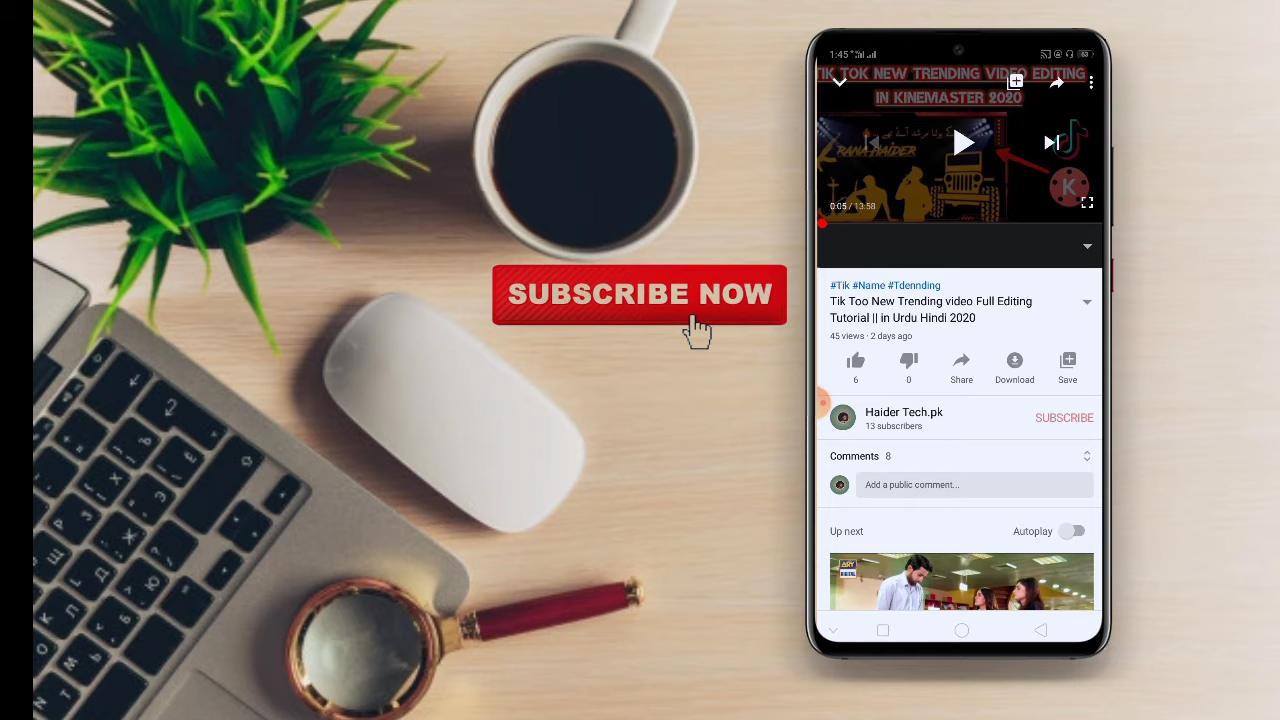 SUBSCRIBE NOW
1:45
63
TIK TOK NEW TRENDING VIDEO EDITING
IN KINEMASTER 2020
RANA HAIDER
K
0:05 / 13:58
#Tik #Name #Tdennding
Tik Too New Trending video Full Editing
Tutorial || in Urdu Hindi 2020
45 views · 2 days ago
6
0
Share
Download
Save
Haider Tech.pk
SUBSCRIBE
13 subscribers
Comments 8
Add a public comment...
Up next
Autoplay
ARY
DIGITAL